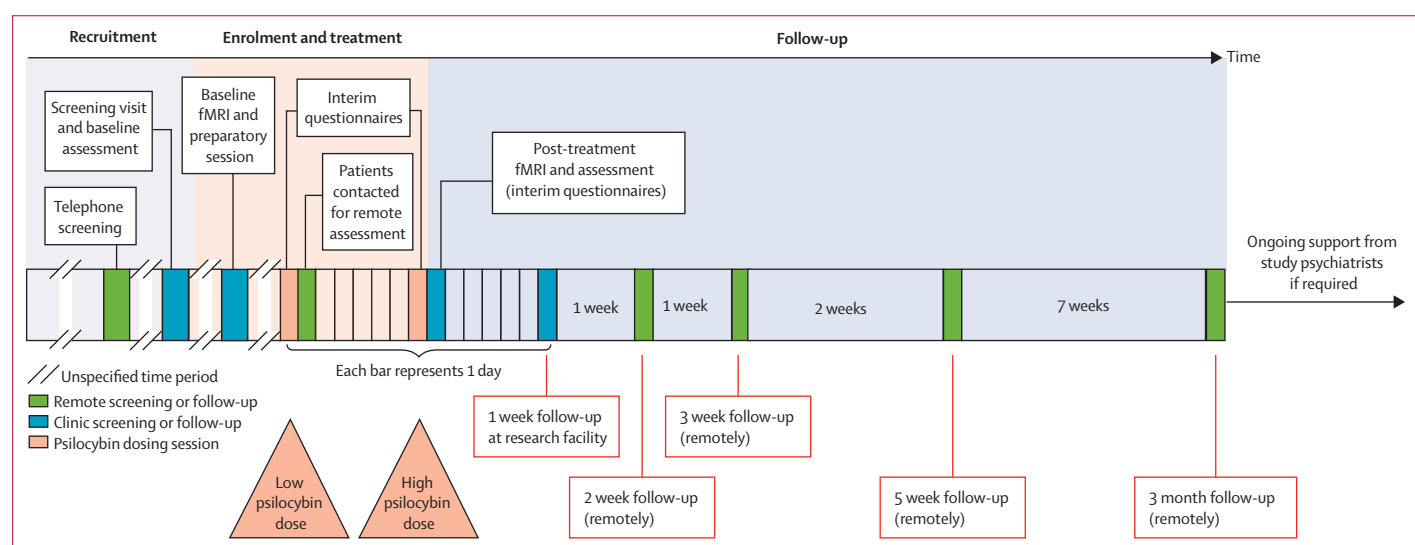 Recruitment
Enrolment and treatment
Follow-up
Time
Screening visit
and baseline
assessment
Baseline
fMRI and
preparatory
session
Interim
questionnaires
Telephone
screening
Patients
contacted
for remote
assessment
Post-treatment
fMRI and assessment
(interim questionnaires)
Ongoing support from
study psychiatrists
if required
1 week
1 week
2 weeks
7 weeks
Each bar represents 1 day
Unspecified time period
Remote screening or follow-up
Clinic screening or follow-up
Psilocybin dosing session
Low
psilocybin
dose
High
psilocybin
dose
1 week follow-up
at research facility
2 week follow-up
(remotely)
3 week follow-up
(remotely)
5 week follow-up
(remotely)
3 month follow-up
(remotely)